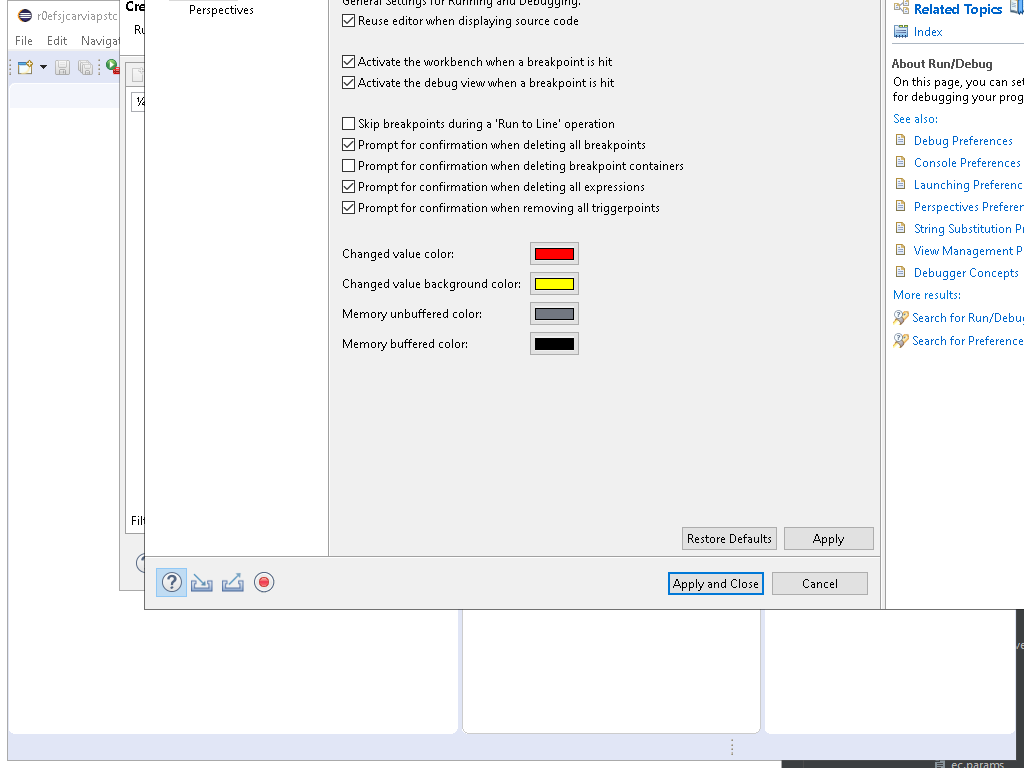 r0efsjcarviapstc
File Edit Navigat
Cre
Ru
Filt
Perspectives
General Settings for Running and Debugging.
Reuse editor when displaying source code
Activate the workbench when a breakpoint is hit
Activate the debug view when a breakpoint is hit
Skip breakpoints during a 'Run to Line' operation
Prompt for confirmation when deleting all breakpoints
Prompt for confirmation when deleting breakpoint containers
Prompt for confirmation when deleting all expressions
Prompt for confirmation when removing all triggerpoints
Changed value color:
Changed value background color:
Memory unbuffered color:
Memory buffered color:
Restore Defaults Apply
Apply and Close Cancel
Related Topics
Index
About Run/Debug
On this page, you can set
for debugging your prog
See also:
Debug Preferences
Console Preferences
Launching Preferenc
Perspectives Preferen
String Substitution Pr
View Management P
Debugger Concepts
More results:
Search for Run/Debug
Search for Preference
ve
ec.params